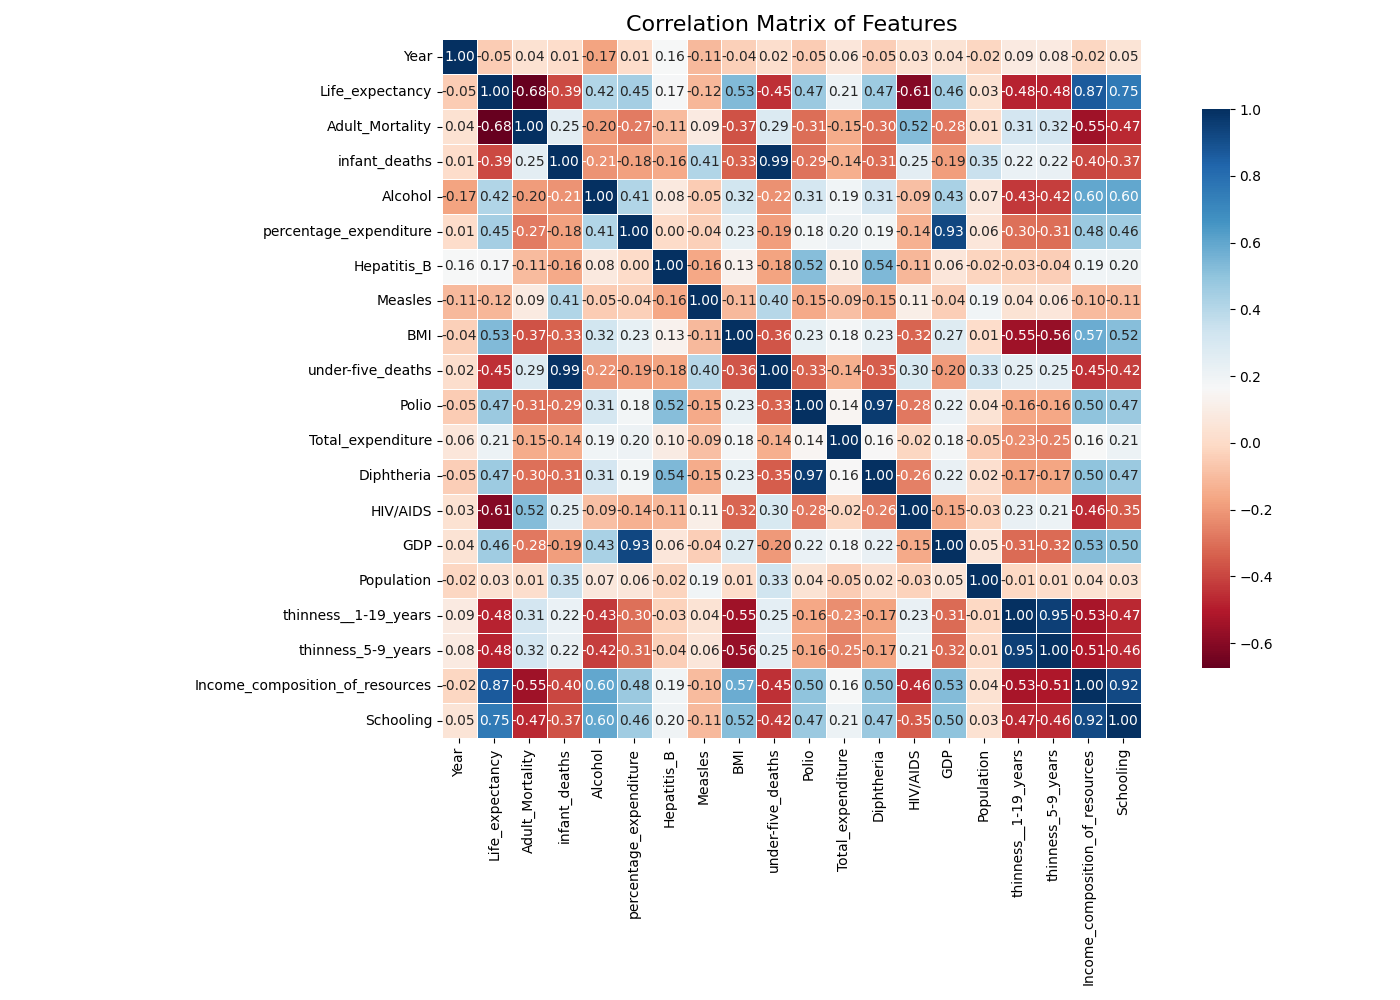 Correlation Matrix of Features
Year 1.00 -0.05 0.04 0.01 -0.17 0.01 0.16 -0.11 -0.04 0.02 -0.05 0.06 -0.05 0.03 0.04 -0.02 0.09 0.08 -0.02 0.05
Life_expectancy -0.05 1.00 -0.68 -0.39 0.42 0.45 0.17 -0.12 0.53 -0.45 0.47 0.21 0.47 -0.61 0.46 0.03 -0.48 -0.48 0.87 0.75
Adult_Mortality 0.04 -0.68 1.00 0.25 -0.20 -0.27 -0.11 0.09 -0.37 0.29 -0.31 -0.15 -0.30 0.52 -0.28 0.01 0.31 0.32 -0.55 -0.47
infant_deaths 0.01 -0.39 0.25 1.00 -0.21 -0.18 -0.16 0.41 -0.33 0.99 -0.29 -0.14 -0.31 0.25 -0.19 0.35 0.22 0.22 -0.40 -0.37
Alcohol -0.17 0.42 -0.20 -0.21 1.00 0.41 0.08 -0.05 0.32 -0.22 0.31 0.19 0.31 -0.09 0.43 0.07 -0.43 -0.42 0.60 0.60
percentage_expenditure 0.01 0.45 -0.27 -0.18 0.41 1.00 0.00 -0.04 0.23 -0.19 0.18 0.20 0.19 -0.14 0.93 0.06 -0.30 -0.31 0.48 0.46
Hepatitis_B 0.16 0.17 -0.11 -0.16 0.08 0.00 1.00 -0.16 0.13 -0.18 0.52 0.10 0.54 -0.11 0.06 -0.02 -0.03 -0.04 0.19 0.20
Measles -0.11 -0.12 0.09 0.41 -0.05 -0.04 -0.16 1.00 -0.11 0.40 -0.15 -0.09 -0.15 0.11 -0.04 0.19 0.04 0.06 -0.10 -0.11
BMI -0.04 0.53 -0.37 -0.33 0.32 0.23 0.13 -0.11 1.00 -0.36 0.23 0.18 0.23 -0.32 0.27 0.01 -0.55 -0.56 0.57 0.52
under-five_deaths 0.02 -0.45 0.29 0.99 -0.22 -0.19 -0.18 0.40 -0.36 1.00 -0.33 -0.14 -0.35 0.30 -0.20 0.33 0.25 0.25 -0.45 -0.42
Polio -0.05 0.47 -0.31 -0.29 0.31 0.18 0.52 -0.15 0.23 -0.33 1.00 0.14 0.97 -0.28 0.22 0.04 -0.16 -0.16 0.50 0.47
Total_expenditure 0.06 0.21 -0.15 -0.14 0.19 0.20 0.10 -0.09 0.18 -0.14 0.14 1.00 0.16 -0.02 0.18 -0.05 -0.23 -0.25 0.16 0.21
Diphtheria -0.05 0.47 -0.30 -0.31 0.31 0.19 0.54 -0.15 0.23 -0.35 0.97 0.16 1.00 -0.26 0.22 0.02 -0.17 -0.17 0.50 0.47
HIV/AIDS 0.03 -0.61 0.52 0.25 -0.09 -0.14 -0.11 0.11 -0.32 0.30 -0.28 -0.02 -0.26 1.00 -0.15 -0.03 0.23 0.21 -0.46 -0.35
GDP 0.04 0.46 -0.28 -0.19 0.43 0.93 0.06 -0.04 0.27 -0.20 0.22 0.18 0.22 -0.15 1.00 0.05 -0.31 -0.32 0.53 0.50
Population -0.02 0.03 0.01 0.35 0.07 0.06 -0.02 0.19 0.01 0.33 0.04 -0.05 0.02 -0.03 0.05 1.00 -0.01 0.01 0.04 0.03
thinness__1-19_years 0.09 -0.48 0.31 0.22 -0.43 -0.30 -0.03 0.04 -0.55 0.25 -0.16 -0.23 -0.17 0.23 -0.31 -0.01 1.00 0.95 -0.53 -0.47
thinness_5-9_years 0.08 -0.48 0.32 0.22 -0.42 -0.31 -0.04 0.06 -0.56 0.25 -0.16 -0.25 -0.17 0.21 -0.32 0.01 0.95 1.00 -0.51 -0.46
Income_composition_of_resources -0.02 0.87 -0.55 -0.40 0.60 0.48 0.19 -0.10 0.57 -0.45 0.50 0.16 0.50 -0.46 0.53 0.04 -0.53 -0.51 1.00 0.92
Schooling 0.05 0.75 -0.47 -0.37 0.60 0.46 0.20 -0.11 0.52 -0.42 0.47 0.21 0.47 -0.35 0.50 0.03 -0.47 -0.46 0.92 1.00
Year
Life_expectancy
Adult_Mortality
infant_deaths
Alcohol
percentage_expenditure
Hepatitis_B
Measles
BMI
under-five_deaths
Polio
Total_expenditure
Diphtheria
HIV/AIDS
GDP
Population
thinness__1-19_years
thinness_5-9_years
Income_composition_of_resources
Schooling
1.0
0.8
0.6
0.4
0.2
0.0
−0.2
−0.4
−0.6